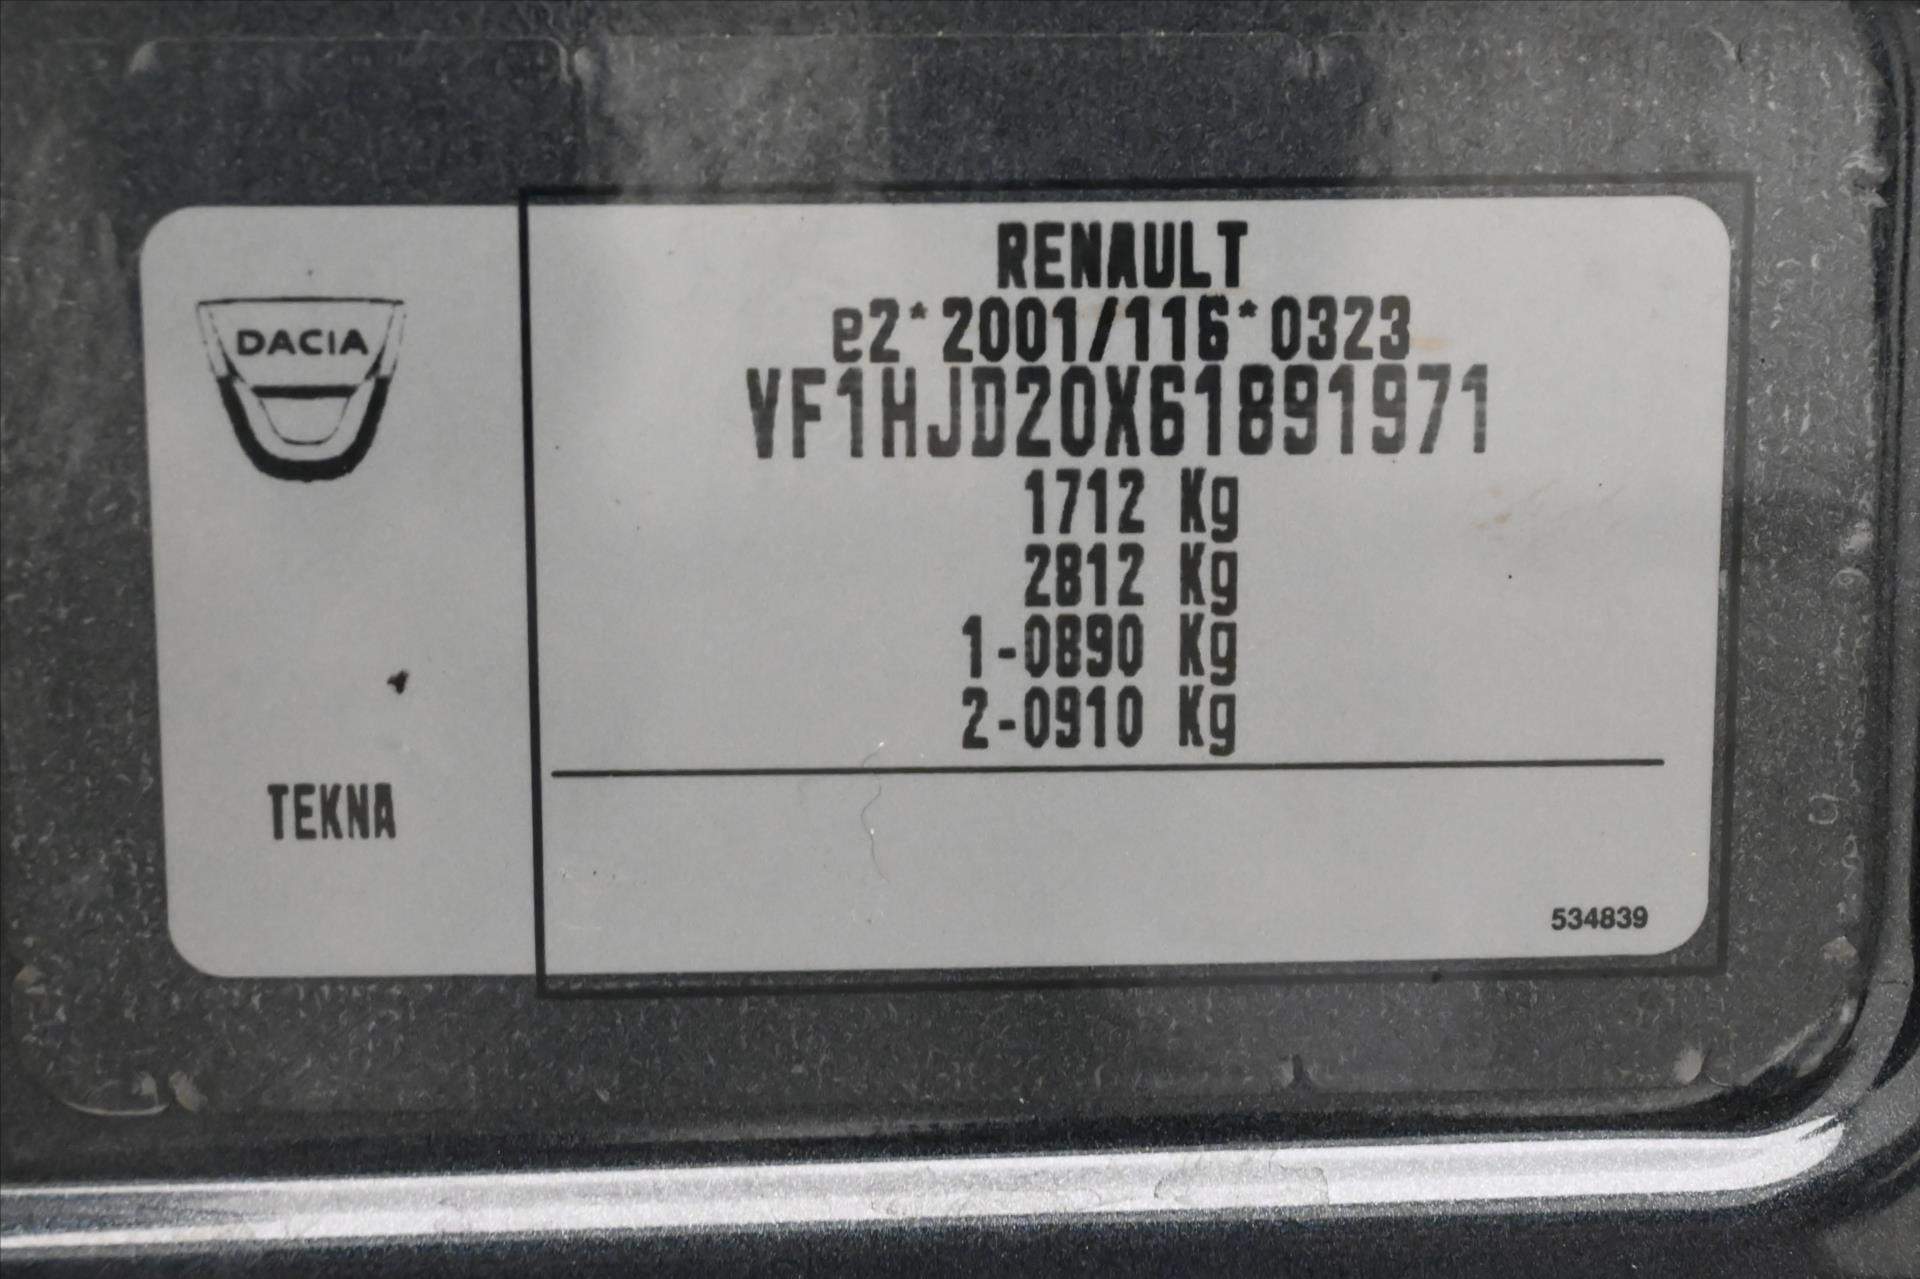 DACIA
TEKNA
RENAULT
e2*2001/116*0323
VF1HJD20X61891971
1712 Kg
2812 Kg
1-0890 Kg
2-0910 Kg
534839